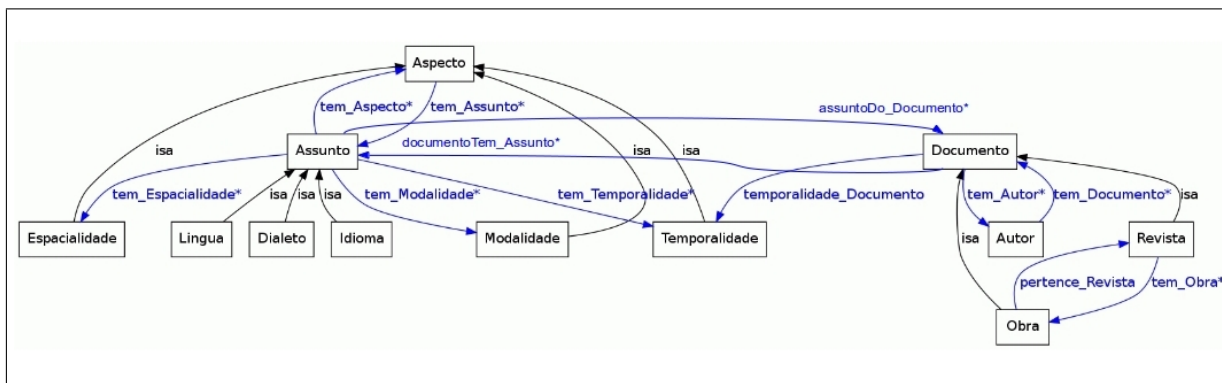 Aspecto
tem_Aspecto* tem_Assunto* assuntoDo_Documento*
isa Assunto documentoTem_Assunto* isa isa Documento
tem_Espacialidade* isa isa isa tem_Modalidade* tem_Temporalidade* temporalidade_Documento tem_Autor* tem_Documento* isa
Espacialidade Lingua Dialeto Idioma Modalidade Temporalidade isa Autor Revista
pertence_Revista tem_Obra*
Obra